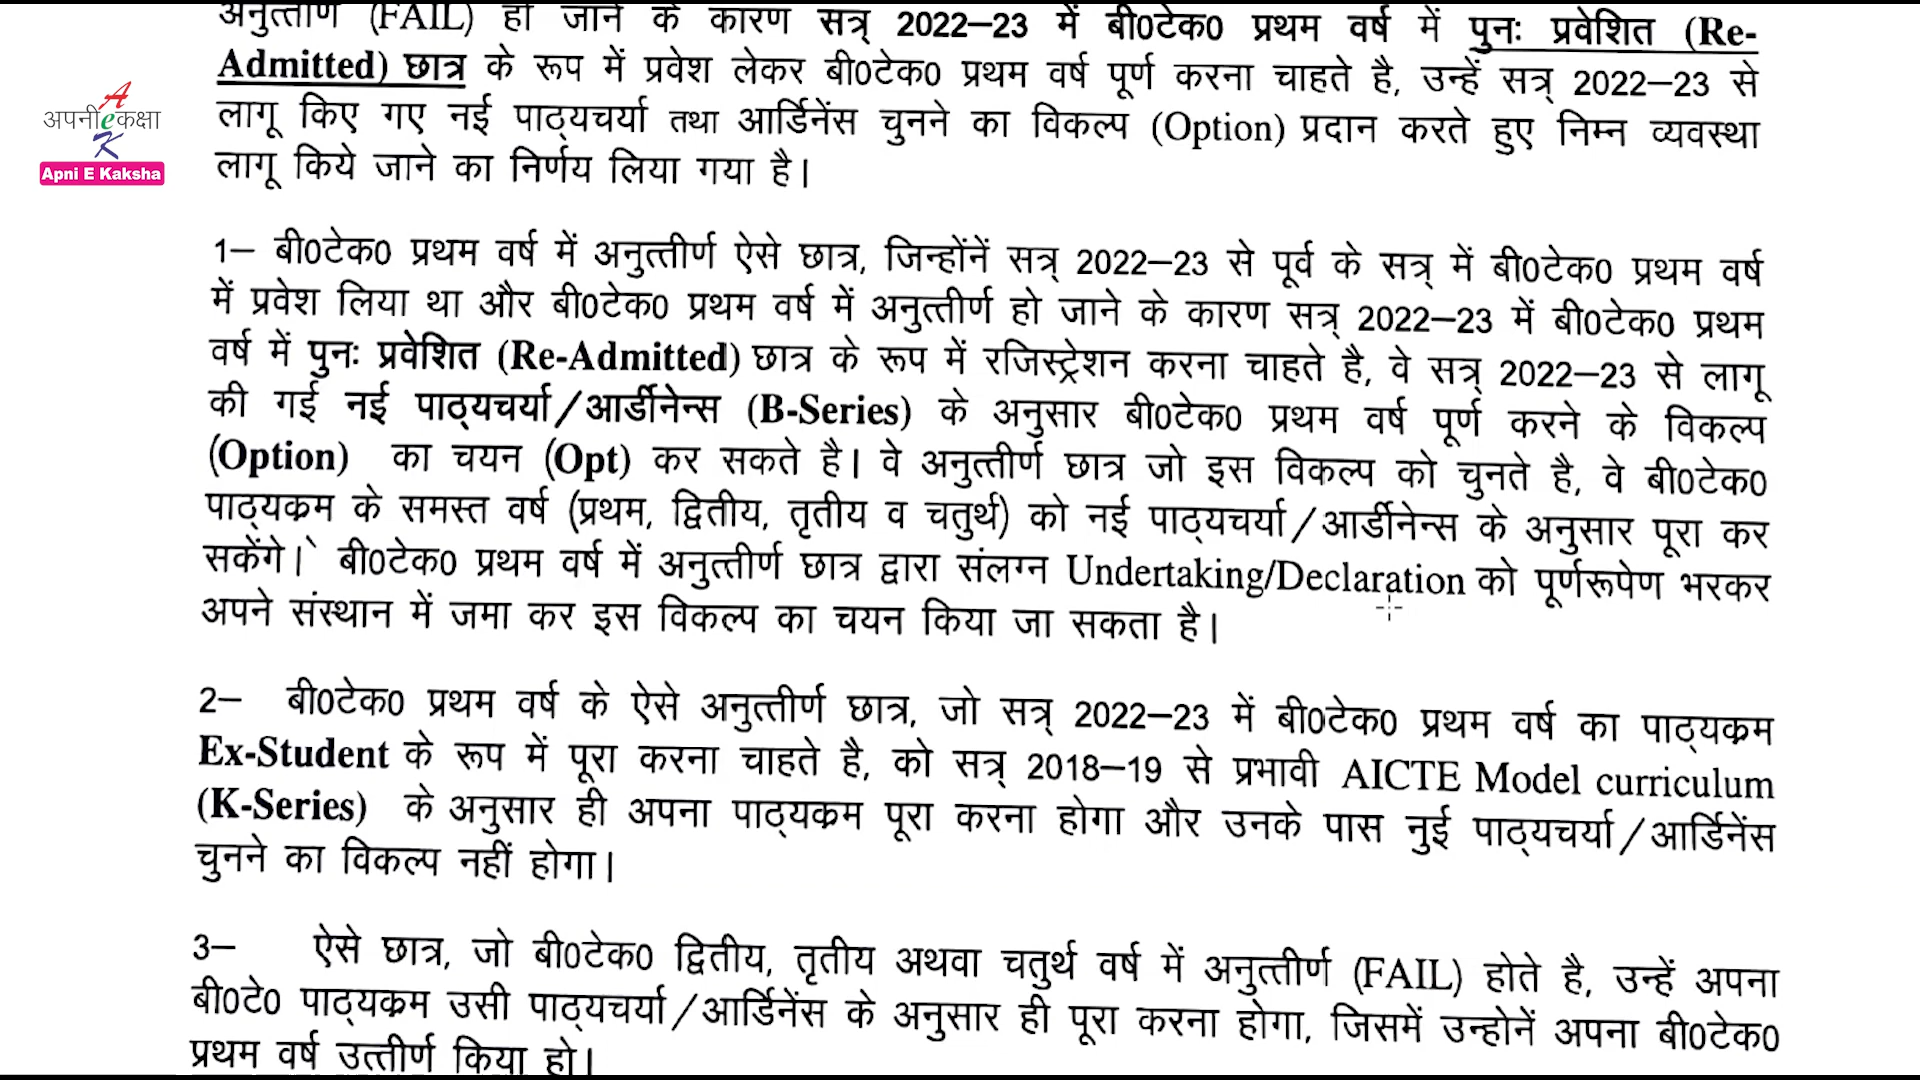 अनुत्तीर्ण (FAIL) हो जाने के कारण सत्र् 2022–23 में बी0टेक0 प्रथम वर्ष में पुनः प्रवेशित (Re-
Admitted) छात्र के रूप में प्रवेश लेकर बी0टेक0 प्रथम वर्ष पूर्ण करना चाहते है, उन्हें सत्र् 2022–23 से
लागू किए गए नई पाठ्यचर्या तथा आर्डिनेंस चुनने का विकल्प (Option) प्रदान करते हुए निम्न व्यवस्था
लागू किये जाने का निर्णय लिया गया है।
अपनी e कक्षा
A
K
Apni E Kaksha
1– बी0टेक0 प्रथम वर्ष में अनुत्तीर्ण ऐसे छात्र, जिन्होंनें सत्र् 2022–23 से पूर्व के सत्र् में बी0टेक0 प्रथम वर्ष
में प्रवेश लिया था और बी0टेक0 प्रथम वर्ष में अनुत्तीर्ण हो जाने के कारण सत्र् 2022–23 में बी0टेक0 प्रथम
वर्ष में पुनः प्रवेशित (Re-Admitted) छात्र के रूप में रजिस्ट्रेशन करना चाहते है, वे सत्र् 2022–23 से लागू
की गई नई पाठ्यचर्या/आर्डीनेन्स (B-Series) के अनुसार बी0टेक0 प्रथम वर्ष पूर्ण करने के विकल्प
(Option) का चयन (Opt) कर सकते है। वे अनुत्तीर्ण छात्र जो इस विकल्प को चुनते है, वे बी0टेक0
पाठ्यक्रम के समस्त वर्ष (प्रथम, द्वितीय, तृतीय व चतुर्थ) को नई पाठ्यचर्या/आर्डीनेन्स के अनुसार पूरा कर
सकेंगे। बी0टेक0 प्रथम वर्ष में अनुत्तीर्ण छात्र द्वारा संलग्न Undertaking/Declaration को पूर्णरूपेण भरकर
अपने संस्थान में जमा कर इस विकल्प का चयन किया जा सकता है।
2– बी0टेक0 प्रथम वर्ष के ऐसे अनुत्तीर्ण छात्र, जो सत्र् 2022–23 में बी0टेक0 प्रथम वर्ष का पाठ्यक्रम
Ex-Student के रूप में पूरा करना चाहते है, को सत्र् 2018–19 से प्रभावी AICTE Model curriculum
(K-Series) के अनुसार ही अपना पाठ्यक्रम पूरा करना होगा और उनके पास नुई पाठ्यचर्या/आर्डिनेंस
चुनने का विकल्प नहीं होगा।
3– ऐसे छात्र, जो बी0टेक0 द्वितीय, तृतीय अथवा चतुर्थ वर्ष में अनुत्तीर्ण (FAIL) होते है, उन्हें अपना
बी0टे0 पाठ्यक्रम उसी पाठ्यचर्या/आर्डिनेंस के अनुसार ही पूरा करना होगा, जिसमें उन्होनें अपना बी0टेक0
प्रथम वर्ष उत्तीर्ण किया हो।